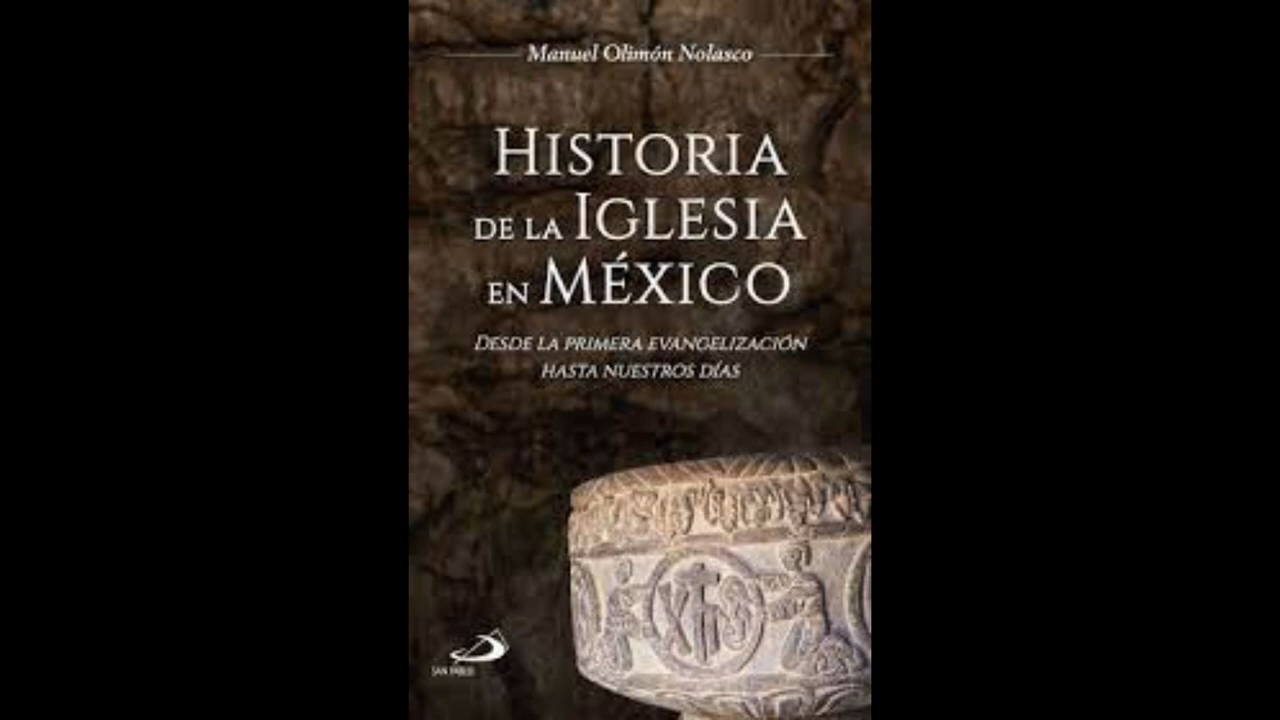 Manuel Olimón Nolasco
HISTORIA
DE LA IGLESIA
EN MÉXICO
DESDE LA PRIMERA EVANGELIZACIÓN
HASTA NUESTROS DÍAS
SAN PABLO